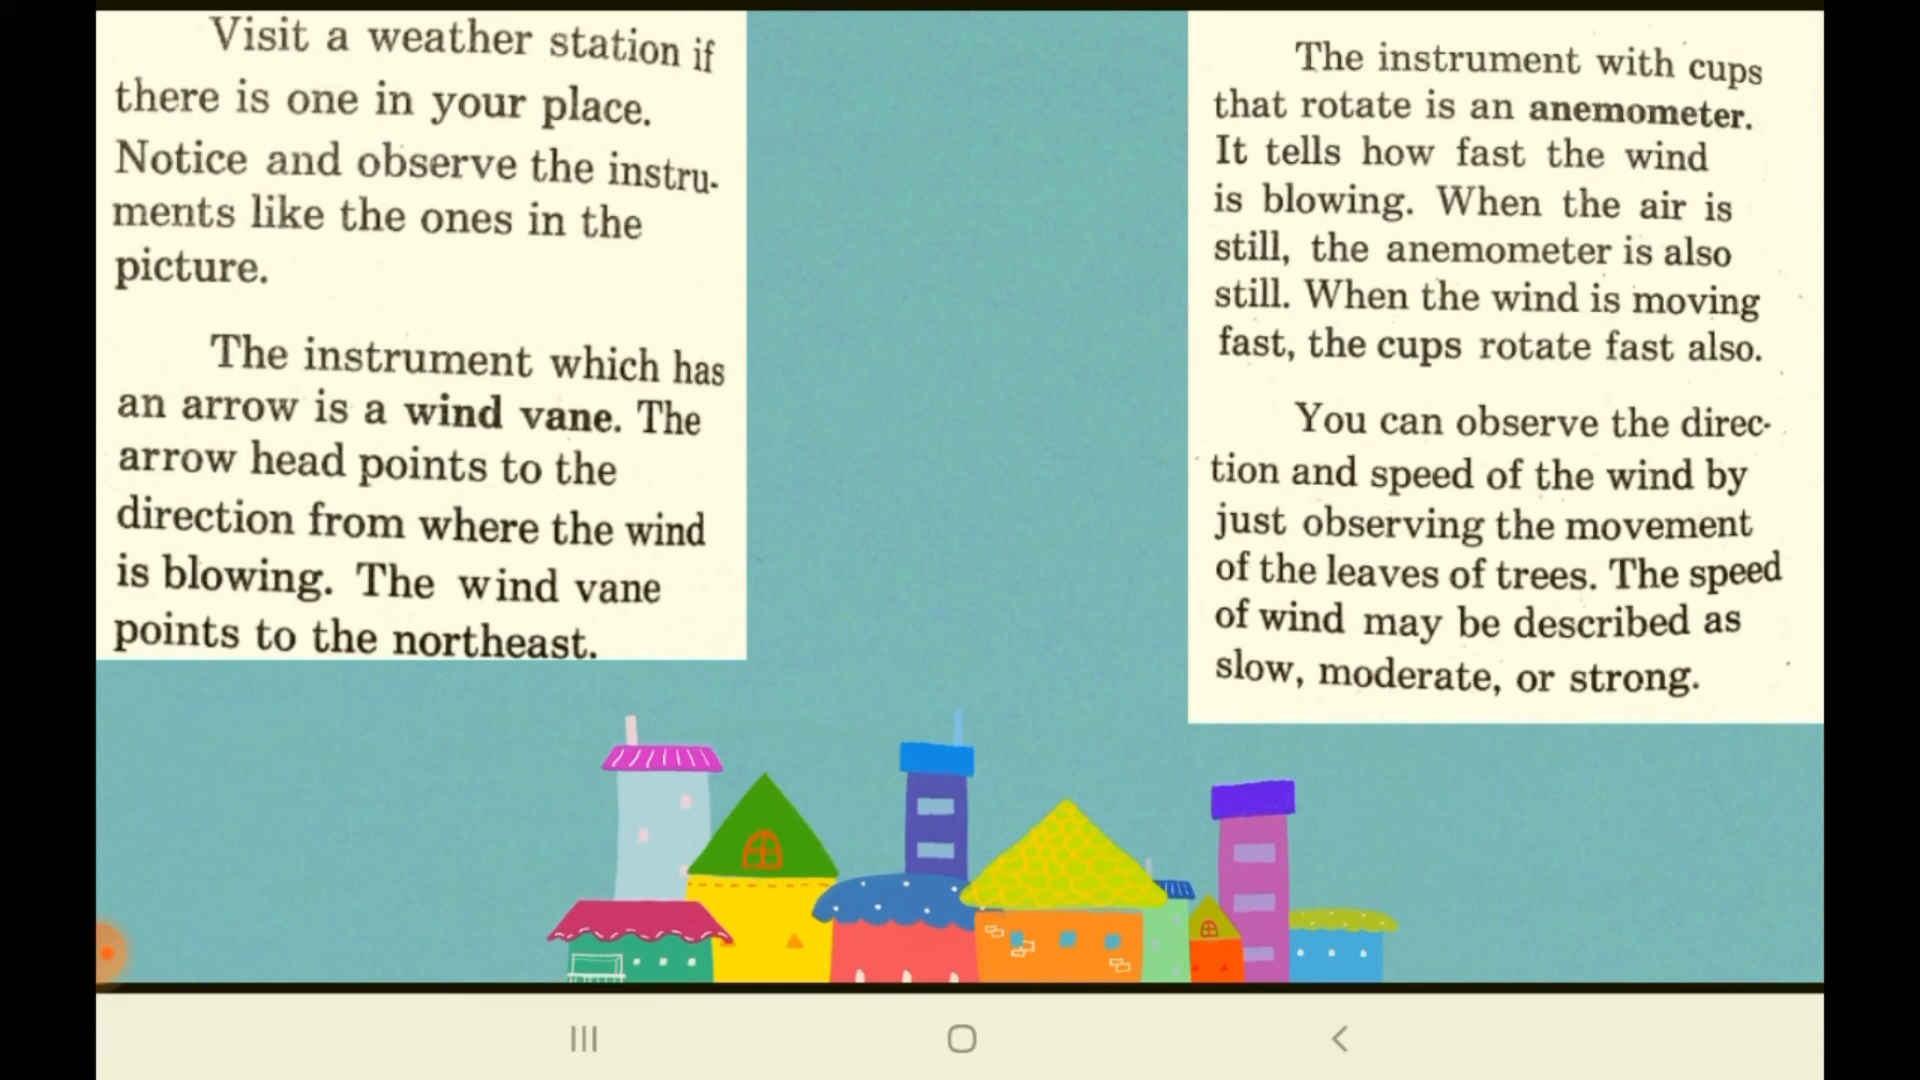 Visit a weather station if
there is one in your place.
Notice and observe the instru-
ments like the ones in the
picture.
The instrument which has
an arrow is a wind vane. The
arrow head points to the
direction from where the wind
is blowing. The wind vane
points to the northeast.
The instrument with cups
that rotate is an anemometer.
It tells how fast the wind
is blowing. When the air is
still, the anemometer is also
still. When the wind is moving
fast, the cups rotate fast also.
You can observe the direc-
tion and speed of the wind by
just observing the movement
of the leaves of trees. The speed
of wind may be described as
slow, moderate, or strong.